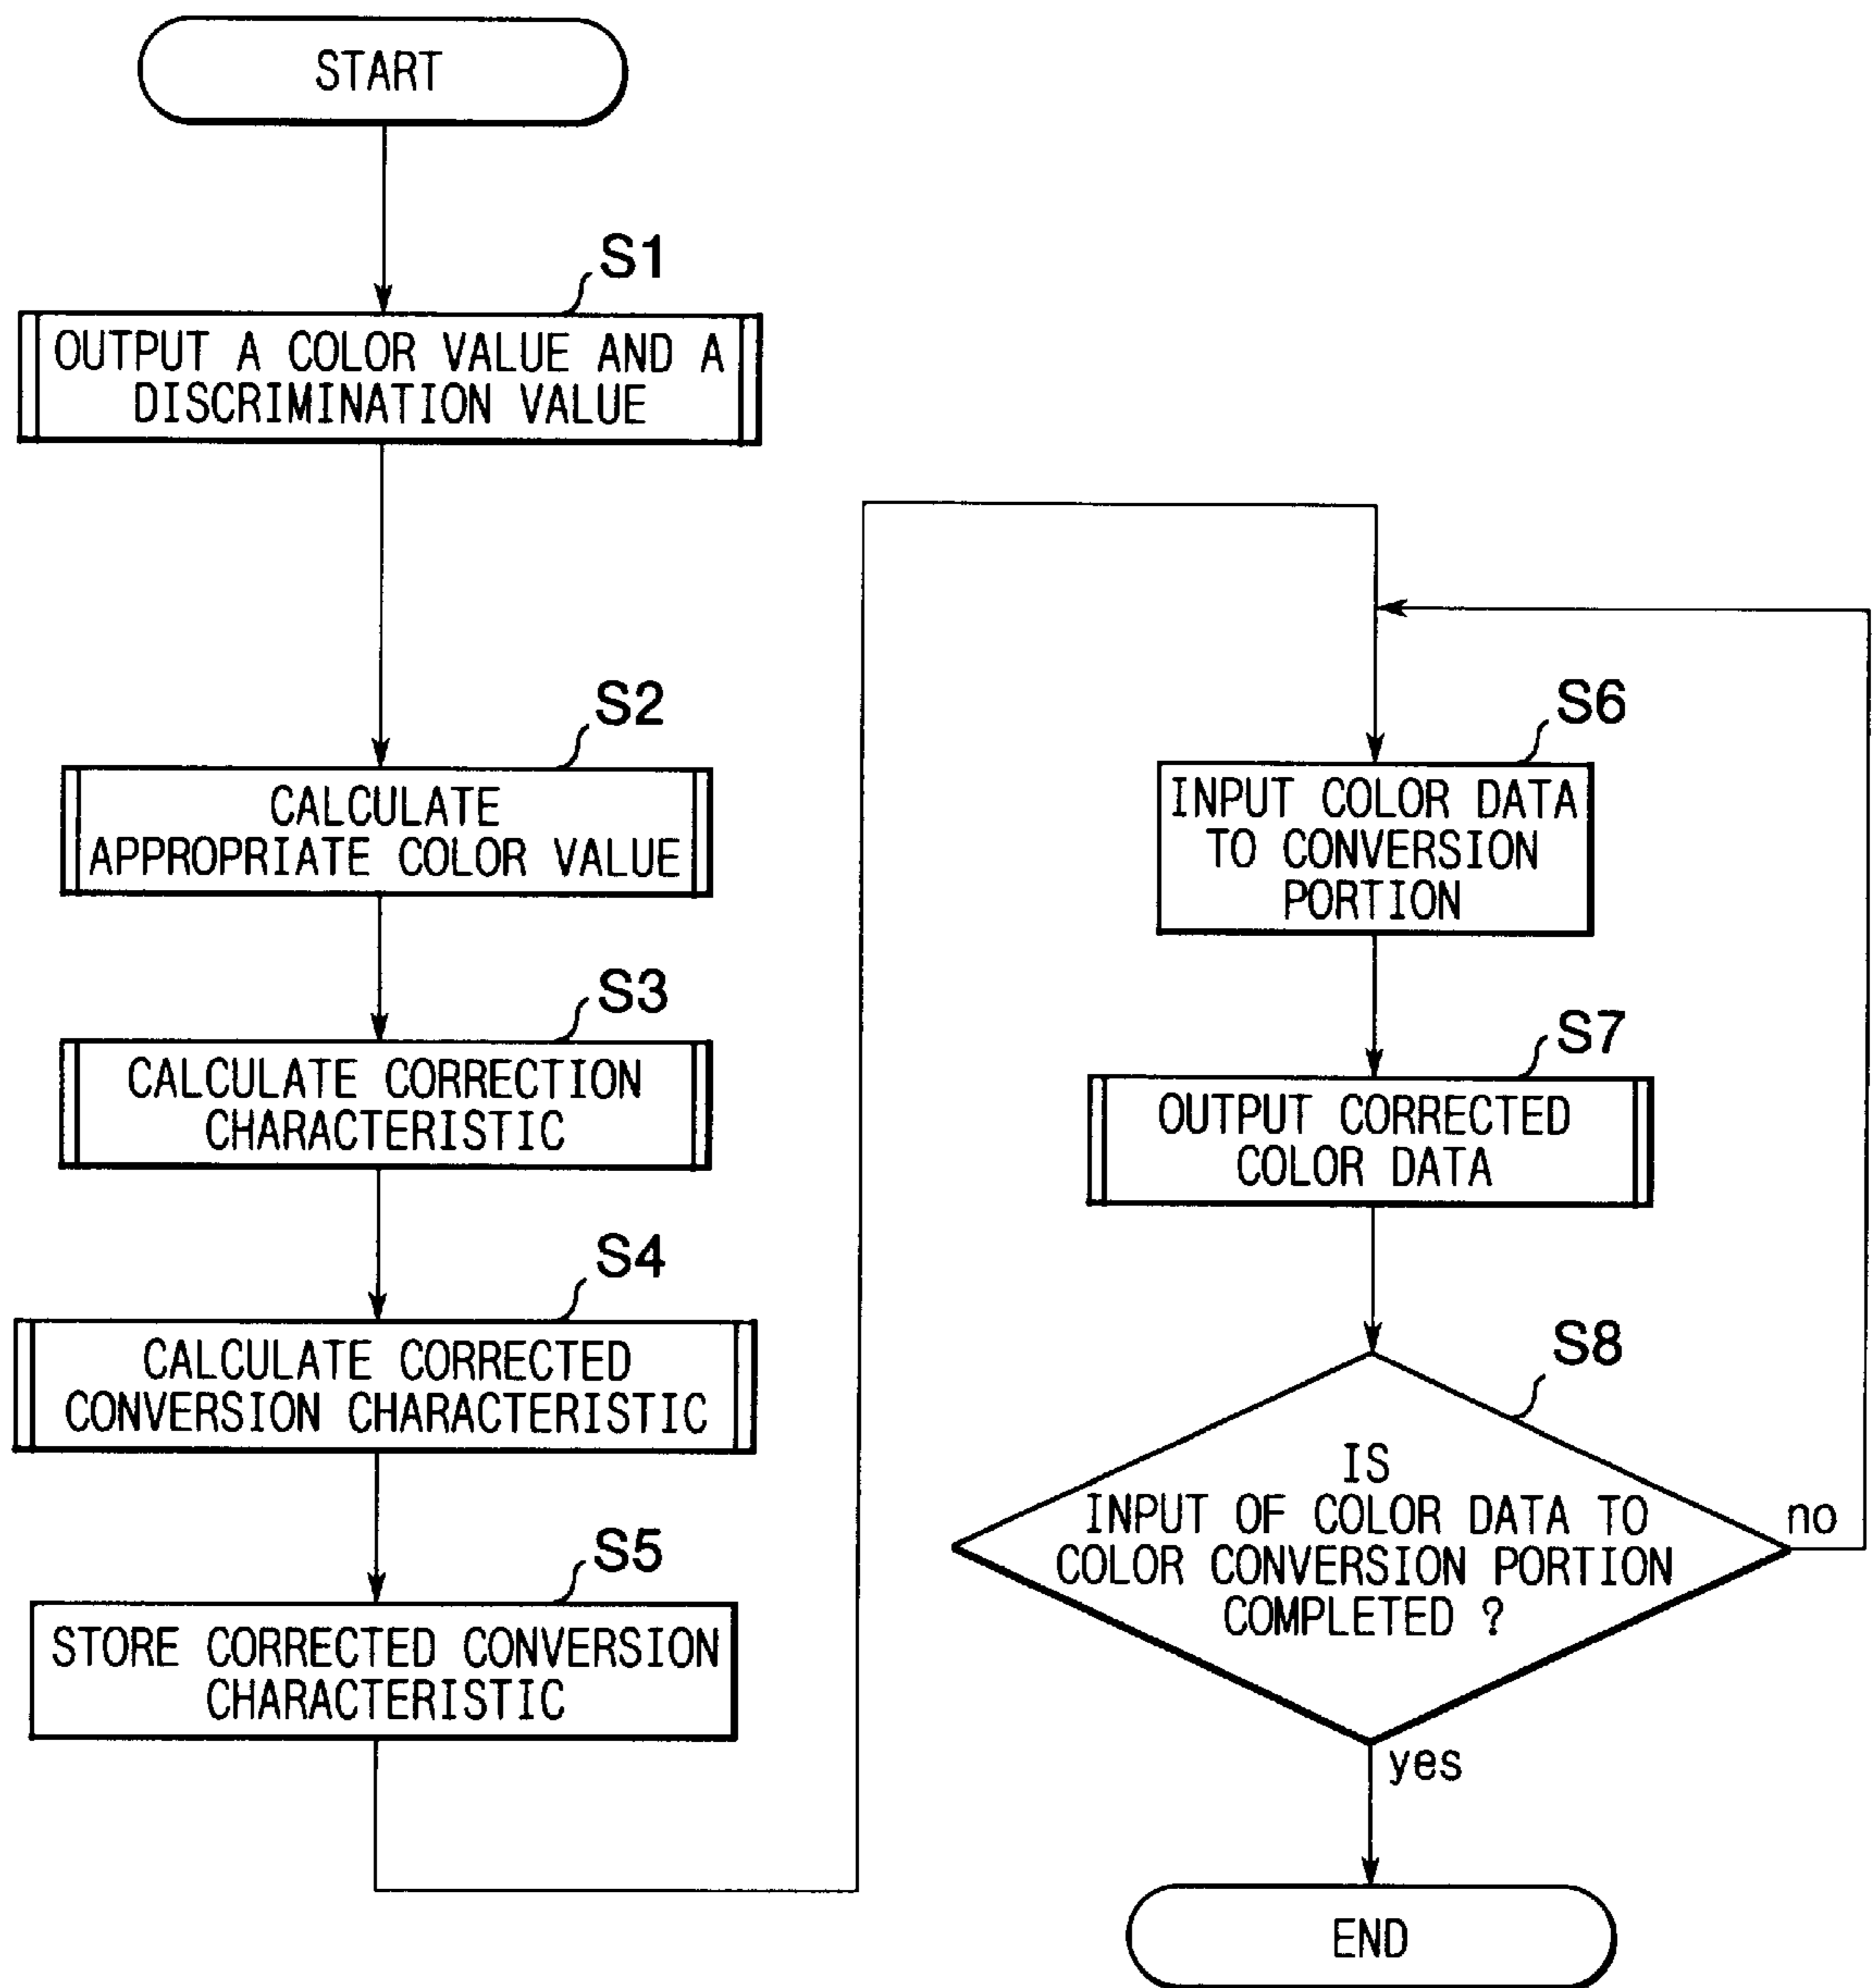 START
S1
OUTPUT A COLOR VALUE AND A
DISCRIMINATION VALUE
S2
CALCULATE
APPROPRIATE COLOR VALUE
S3
CALCULATE CORRECTION
CHARACTERISTIC
S4
CALCULATE CORRECTED
CONVERSION CHARACTERISTIC
S5
STORE CORRECTED CONVERSION
CHARACTERISTIC
S6
INPUT COLOR DATA
TO CONVERSION
PORTION
S7
OUTPUT CORRECTED
COLOR DATA
S8
IS
INPUT OF COLOR DATA TO
COLOR CONVERSION PORTION
COMPLETED ?
no
yes
END